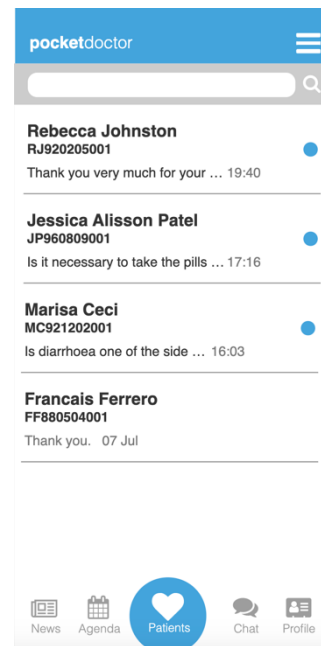 pocketdoctor
Rebecca Johnston
RJ920205001
Thank you very much for your ... 19:40
Jessica Alisson Patel
JP960809001
Is it necessary to take the pills ... 17:16
Marisa Ceci
MC921202001
Is diarrhoea one of the side ... 16:03
Francais Ferrero
FF880504001
Thank you. 07 Jul
News Agenda Patients Chat Profile